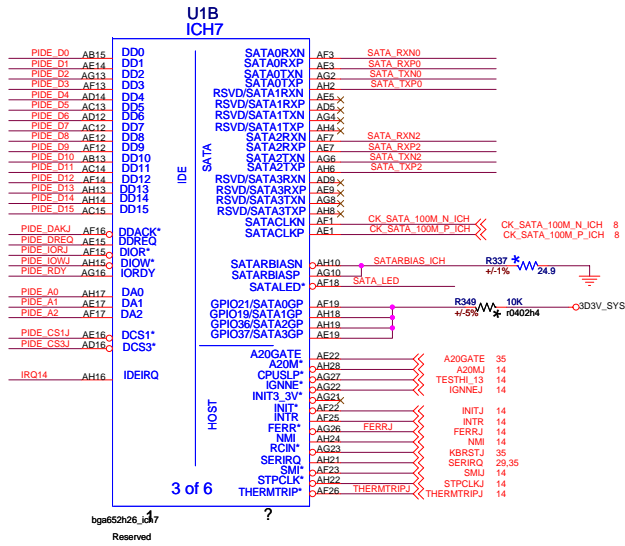 U1B
ICH7
PIDE_D0 AB15 DD0 SATA0RXN AF3 SATA_RXN0
PIDE_D1 AE14 DD1 SATA0RXP AE3 SATA_RXP0
PIDE_D2 AG13 DD2 SATA0TXN AG2 SATA_TXN0
PIDE_D3 AF13 DD3 SATA0TXP AH2 SATA_TXP0
PIDE_D4 AD14 DD4 RSVD/SATA1RXN AE5
PIDE_D5 AC13 DD5 RSVD/SATA1RXP AD5
PIDE_D6 AD12 DD6 RSVD/SATA1TXN AG4
PIDE_D7 AC12 DD7 RSVD/SATA1TXP AH4
PIDE_D8 AE12 DD8 SATA2RXN AF7 SATA_RXN2
PIDE_D9 AF12 DD9 SATA2RXP AE7 SATA_RXP2
PIDE_D10 AB13 DD10 SATA2TXN AG6 SATA_TXN2
PIDE_D11 AC14 DD11 SATA2TXP AH6 SATA_TXP2
PIDE_D12 AF14 DD12 RSVD/SATA3RXN AD9
PIDE_D13 AH13 DD13 RSVD/SATA3RXP AE9
PIDE_D14 AH14 DD14 RSVD/SATA3TXN AG8
PIDE_D15 AC15 DD15 RSVD/SATA3TXP AH8
IDE
SATA
SATACLKN AF1 CK_SATA_100M_N_ICH CK_SATA_100M_N_ICH 8
PIDE_DAKJ AF16 DDACK* SATACLKP AE1 CK_SATA_100M_P_ICH CK_SATA_100M_P_ICH 8
PIDE_DREQ AE15 DDREQ
PIDE_IORJ AF15 DIOR*
PIDE_IOWJ AH15 DIOW* SATARBIASN AH10 SATARBIAS_ICH R337 *
PIDE_RDY AG16 IORDY SATARBIASP AG10 +/-1% 24.9
SATALED* AF18 SATA_LED
PIDE_A0 AH17 DA0
PIDE_A1 AE17 DA1 GPIO21/SATA0GP AF19 R349 10K 3D3V_SYS
PIDE_A2 AF17 DA2 GPIO19/SATA1GP AH18 +/-5% * r0402h4
GPIO36/SATA2GP AH19
PIDE_CS1J AE16 DCS1* GPIO37/SATA3GP AE19
PIDE_CS3J AD16 DCS3*
A20GATE AE22 A20GATE 35
A20M* AH28 A20MJ 14
IRQ14 AH16 IDEIRQ CPUSLP* AG27 TESTHI_13 14
IGNNE* AG22 IGNNEJ 14
INIT3_3V* AG21
HOST
INIT* AF22 INITJ 14
INTR AF25 INTR 14
FERR* AG26 FERRJ FERRJ 14
NMI AH24 NMI 14
RCIN* AG23 KBRSTJ 35
SERIRQ AH21 SERIRQ 29,35
SMI* AF23 SMIJ 14
STPCLK* AH22 STPCLKJ 14
3 of 6 THERMTRIP* AF26 THERMTRIPJ THERMTRIPJ 14
bga652h26_ich7 1 ?
Reserved